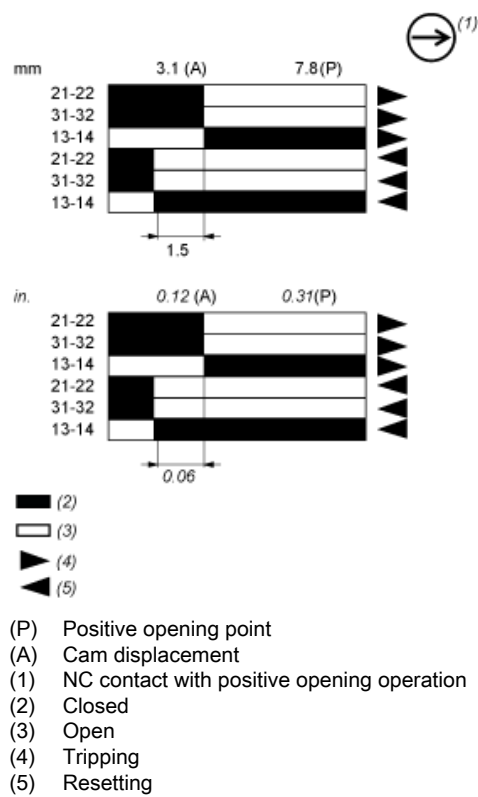 (1)
mm 3.1 (A) 7.8(P)
21-22
31-32
13-14
21-22
31-32
13-14
1.5
in. 0.12 (A) 0.31(P)
21-22
31-32
13-14
21-22
31-32
13-14
0.06
(2)
(3)
(4)
(5)
(P) Positive opening point
(A) Cam displacement
(1) NC contact with positive opening operation
(2) Closed
(3) Open
(4) Tripping
(5) Resetting